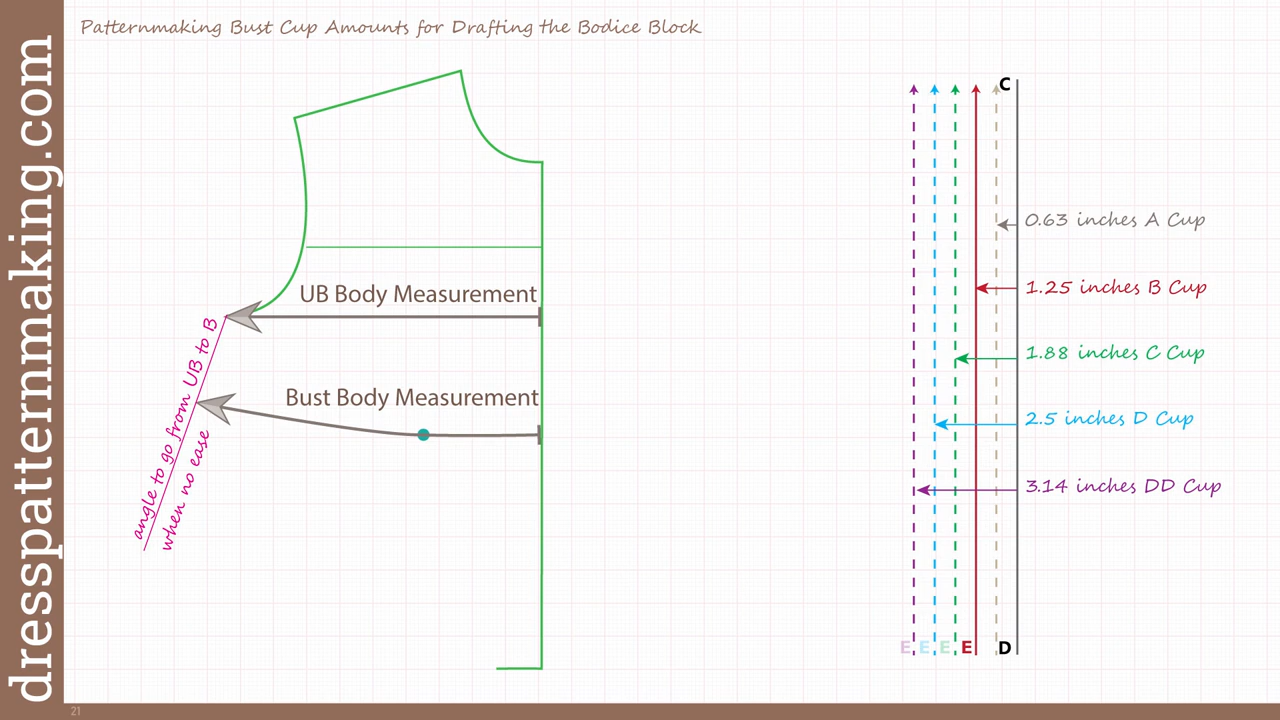 dresspatternmaking.com
Patternmaking Bust Cup Amounts for Drafting the Bodice Block
UB Body Measurement
Bust Body Measurement
angle to go from UB to B
when no ease
C
0.63 inches A Cup
1.25 inches B Cup
1.88 inches C Cup
2.5 inches D Cup
3.14 inches DD Cup
E E E E D
21